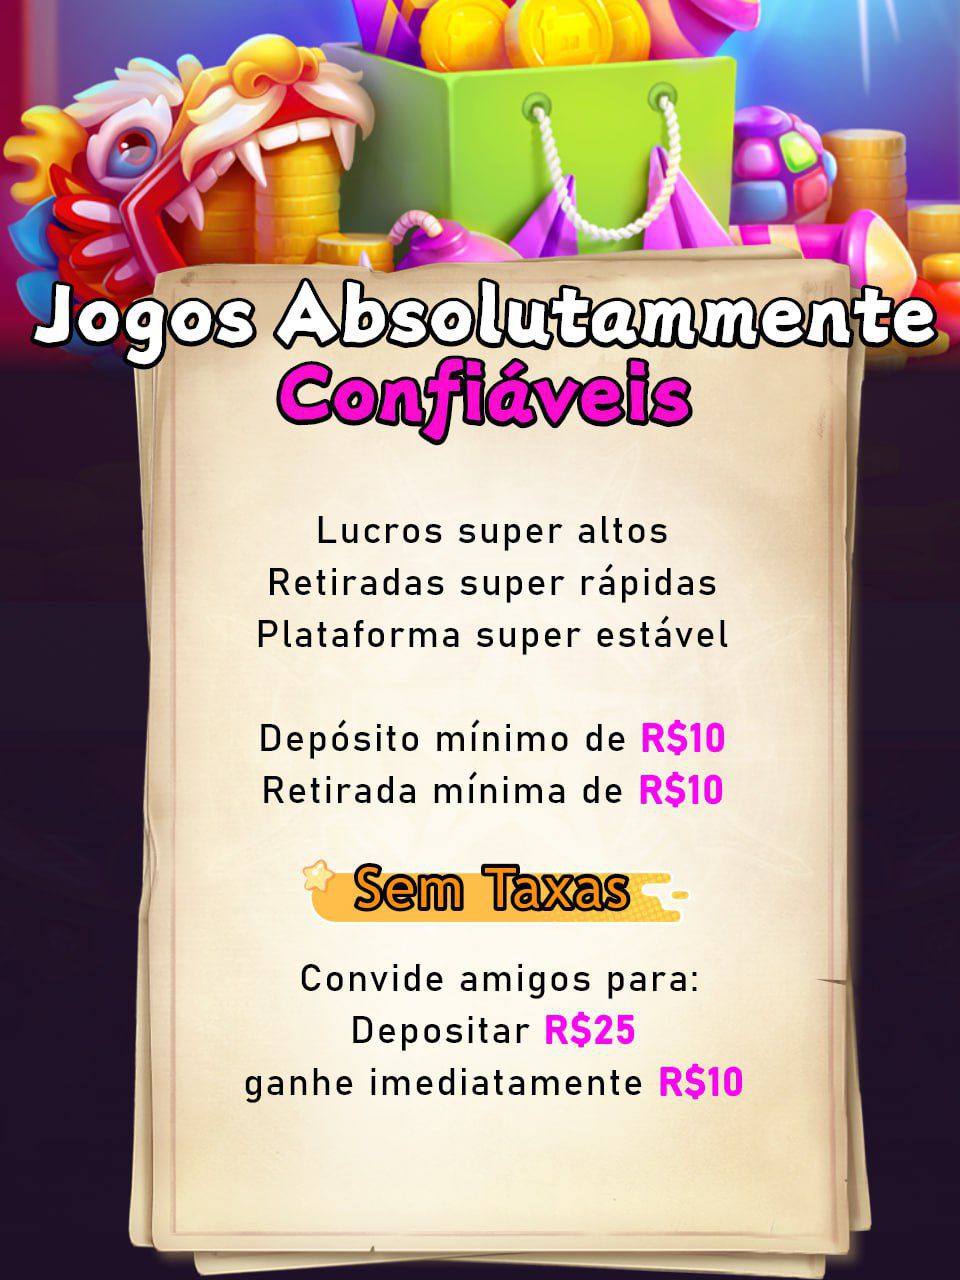 Jogos Absolutammente
Confiáveis
Lucros super altos
Retiradas super rápidas
Plataforma super estável
Depósito mínimo de R$10
Retirada mínima de R$10
Sem Taxas
Convide amigos para:
Depositar R$25
ganhe imediatamente R$10